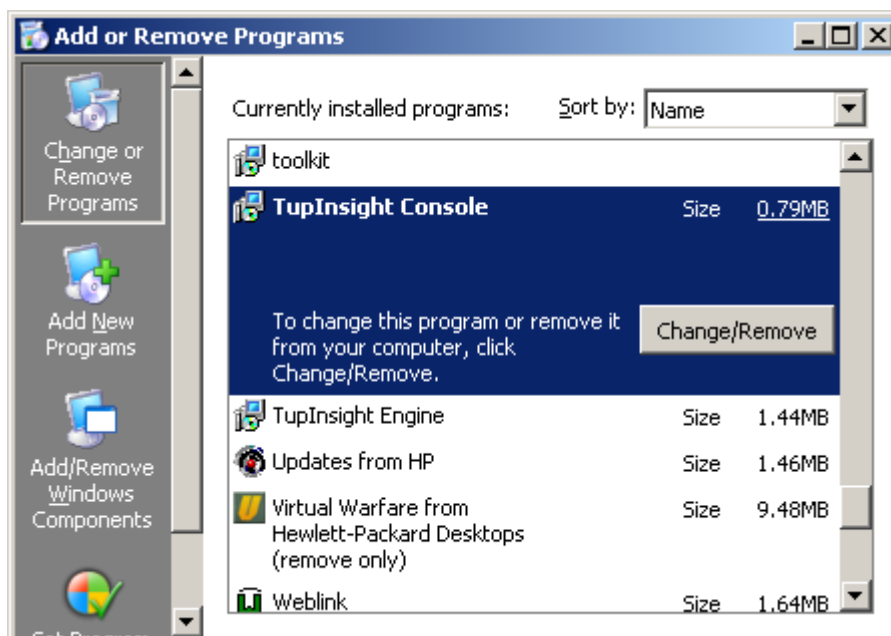 Add or Remove Programs
Change or
Remove
Programs
Add New
Programs
Add/Remove
Windows
Components
Currently installed programs:
Sort by: Name
toolkit
TupInsight Console Size 0.79MB
To change this program or remove it
from your computer, click
Change/Remove.
Change/Remove
TupInsight Engine Size 1.44MB
Updates from HP Size 1.46MB
Virtual Warfare from Size 9.48MB
Hewlett-Packard Desktops
(remove only)
Weblink Size 1.64MB